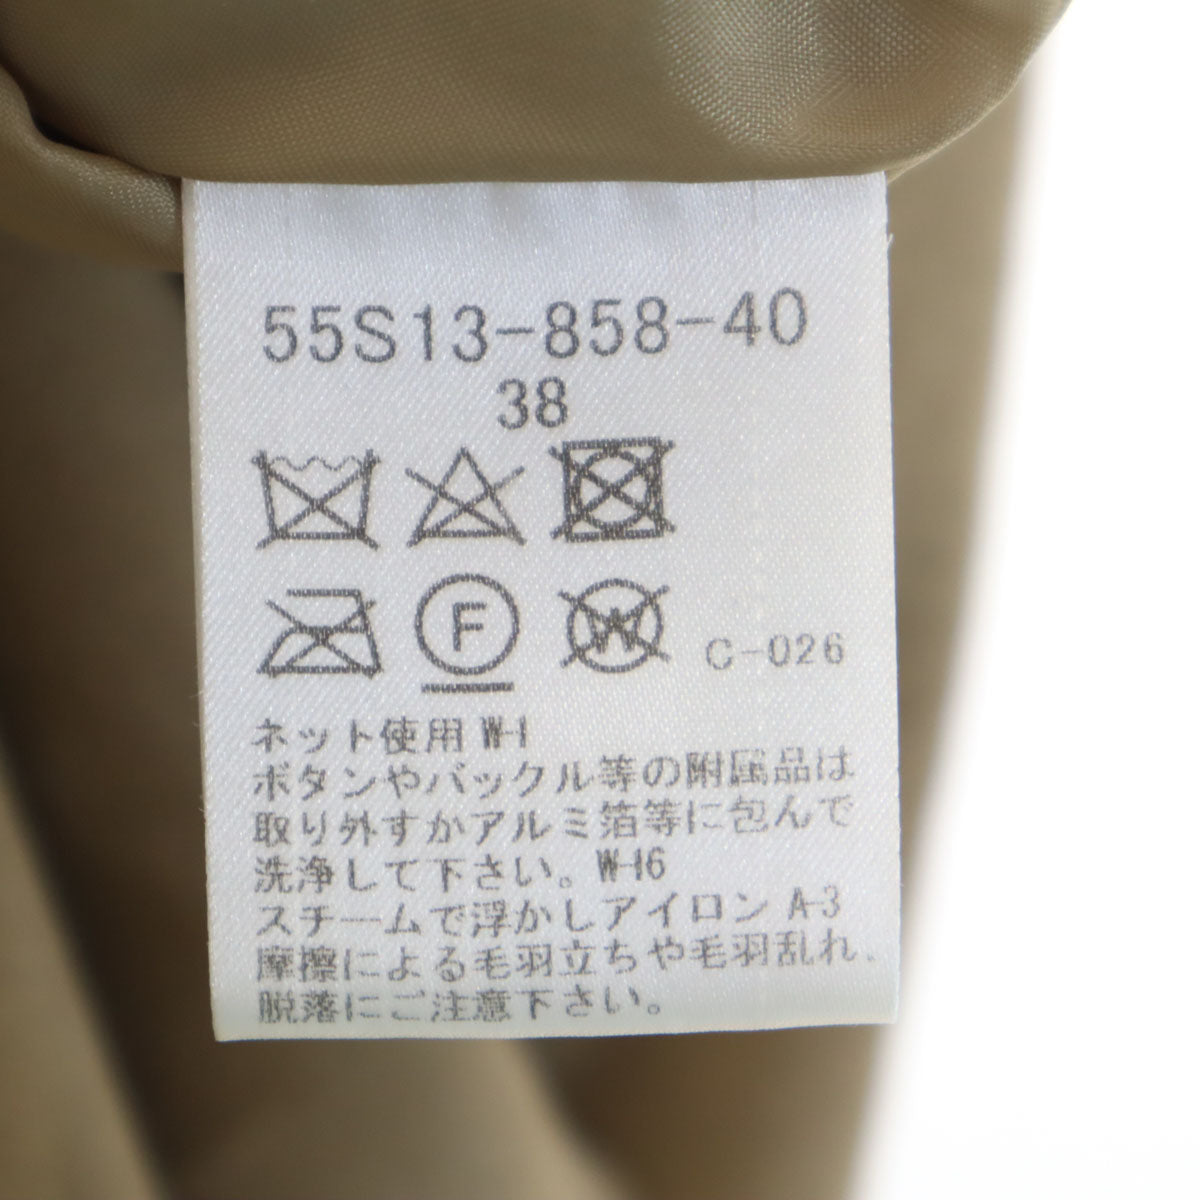 55S13-858-40
38
F
W
C-026
ネット使用 W-1
ボタンやバックル等の附属品は
取り外すかアルミ箔等に包んで
洗浄して下さい。W-16
スチームで浮かしアイロン A-3
摩擦による毛羽立ちや毛羽乱れ、
脱落にご注意下さい。